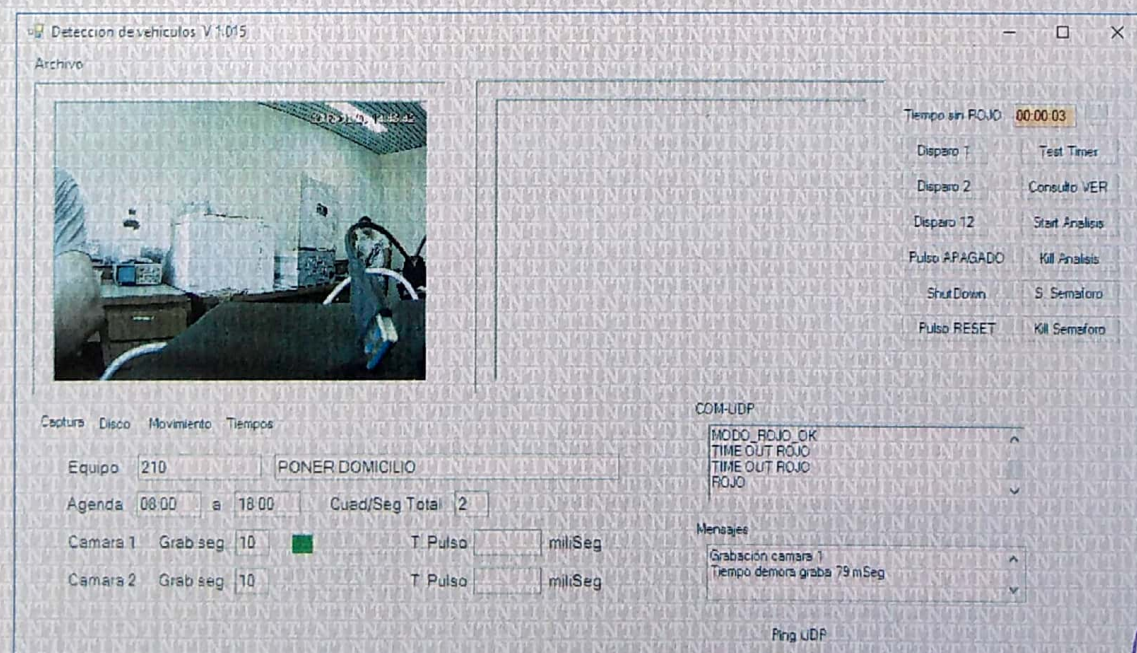 Detección de vehículos V 1.015
Archivo
Tiempo sin ROJO 00:00:03
Disparo 1 Test Timer
Disparo 2 Consulto VER
Disparo 12 Start Analisis
Pulso APAGADO Kill Analisis
ShutDown S. Semaforo
Pulso RESET Kill Semaforo
Captura Disco Movimiento Tiempos
Equipo 210 PONER DOMICILIO
Agenda 08:00 a 18:00 Cuad/Seg Total 2
Camara 1 Grab seg 10 T Pulso miliSeg
Camara 2 Grab seg 10 T Pulso miliSeg
COM-UDP
MODO_ROJO_OK
TIME OUT ROJO
TIME OUT ROJO
ROJO
Mensajes
Grabación camara 1
Tiempo demora graba 79 mSeg
Ping UDP